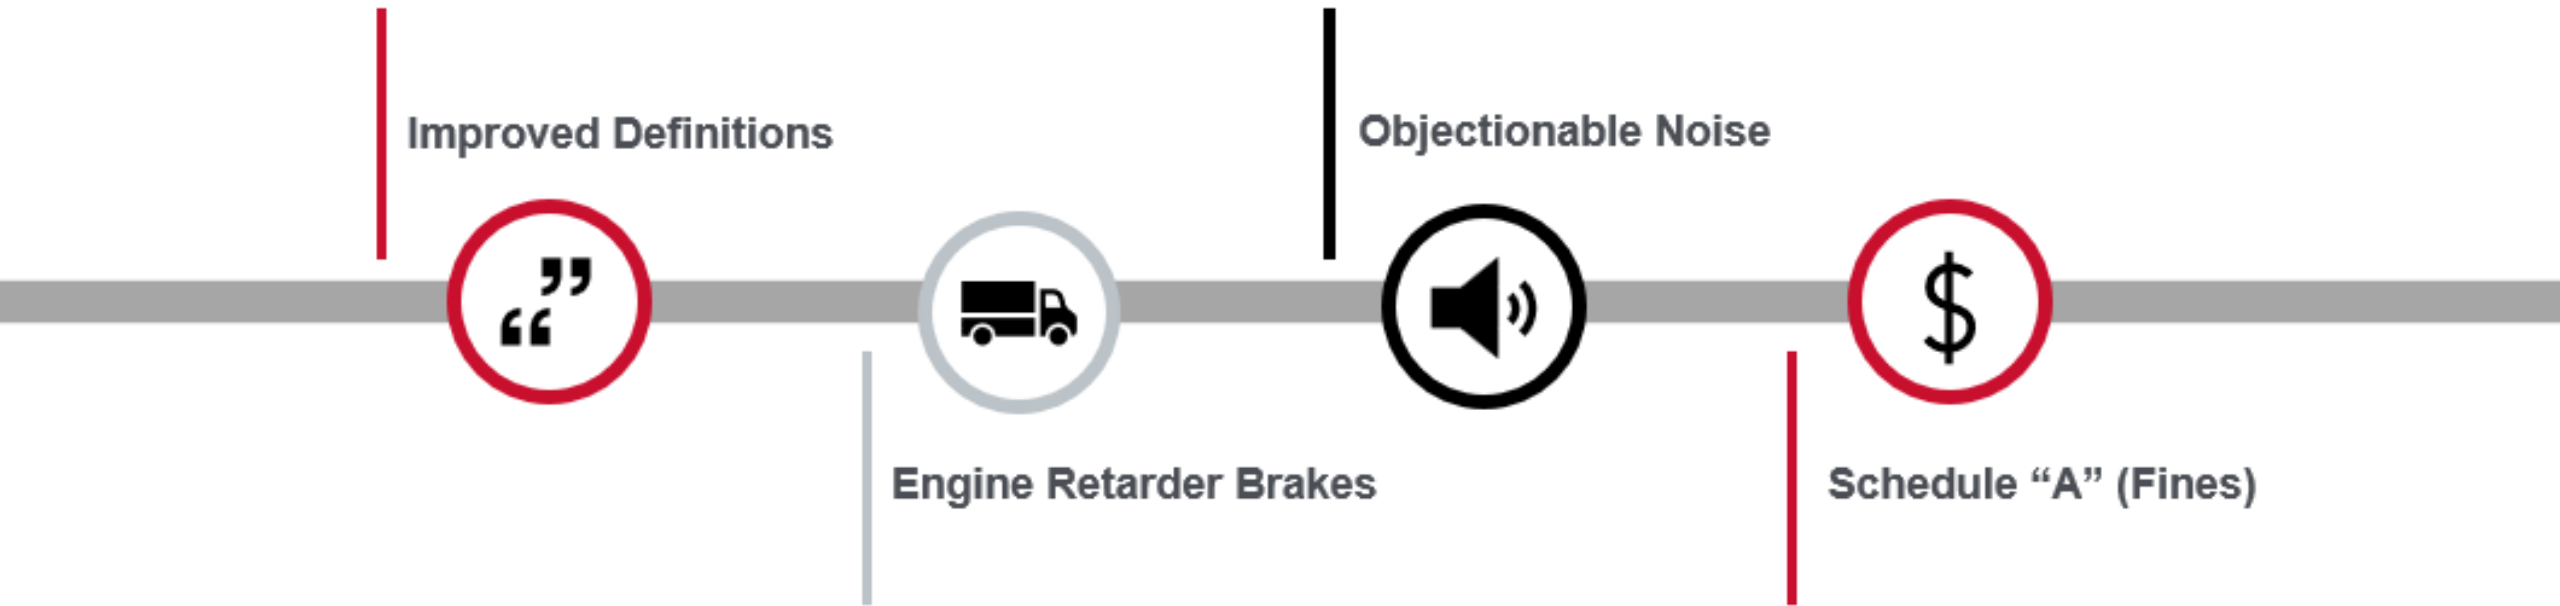 Improved Definitions
Engine Retarder Brakes
Objectionable Noise
Schedule “A” (Fines)